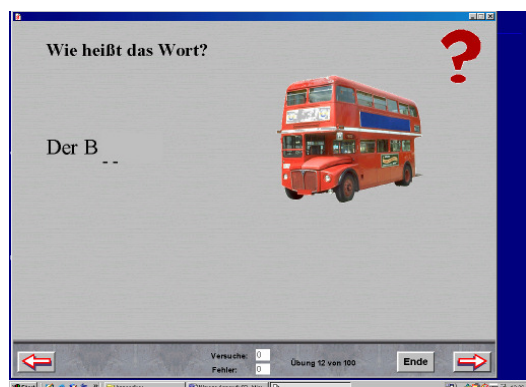 Wie heißt das Wort?
Der B _ _
Versuche: 0
Fehler: 0
Übung 12 von 100
Ende